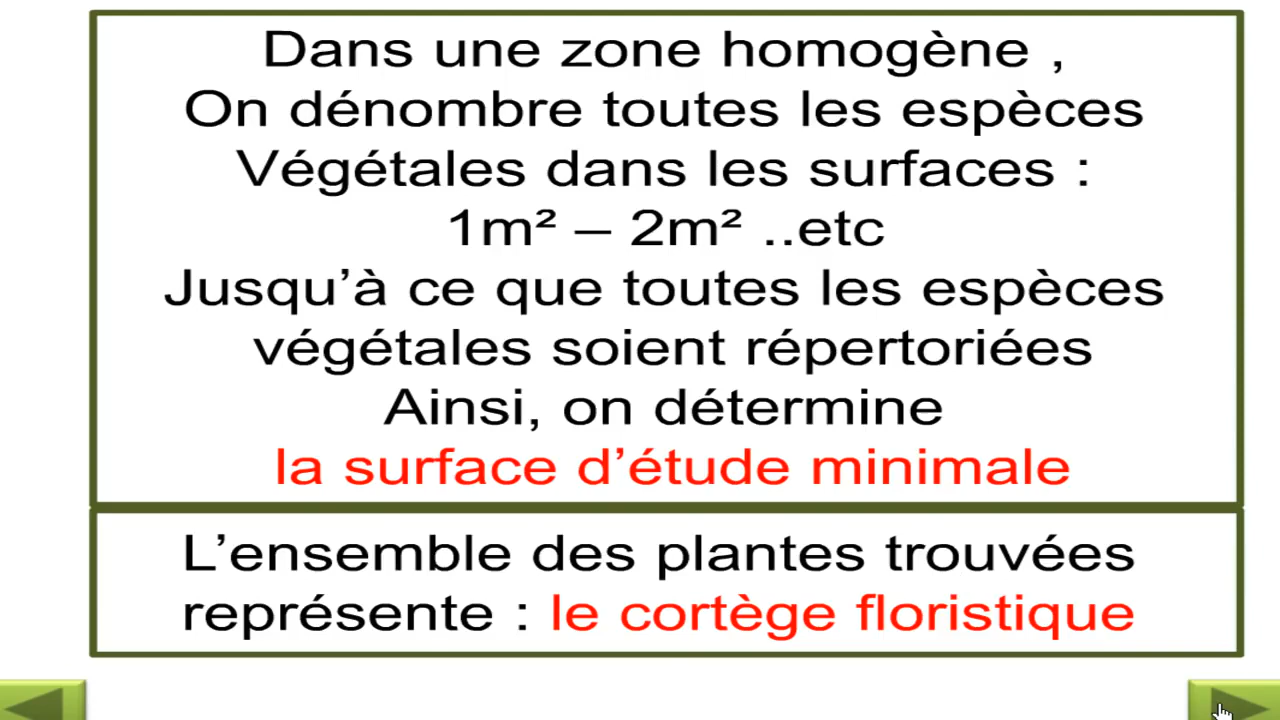 Dans une zone homogène ,
On dénombre toutes les espèces
Végétales dans les surfaces :
1m² – 2m² ..etc
Jusqu’à ce que toutes les espèces
végétales soient répertoriées
Ainsi, on détermine
la surface d’étude minimale
L’ensemble des plantes trouvées
représente : le cortège floristique